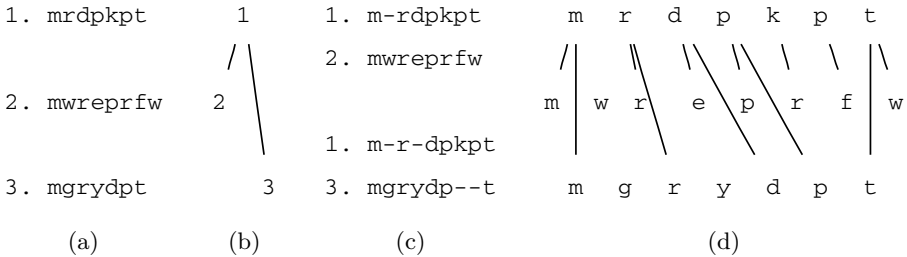 1. mrdpkpt
1
1. m-rdpkpt
m r d p k p t
2. mwreprfw
2. mwreprfw
2
m w r e p r f w
1. m-r-dpkpt
3. mgrydpt
3
3. mgrydp--t
m g r y d p t
(a)
(b)
(c)
(d)